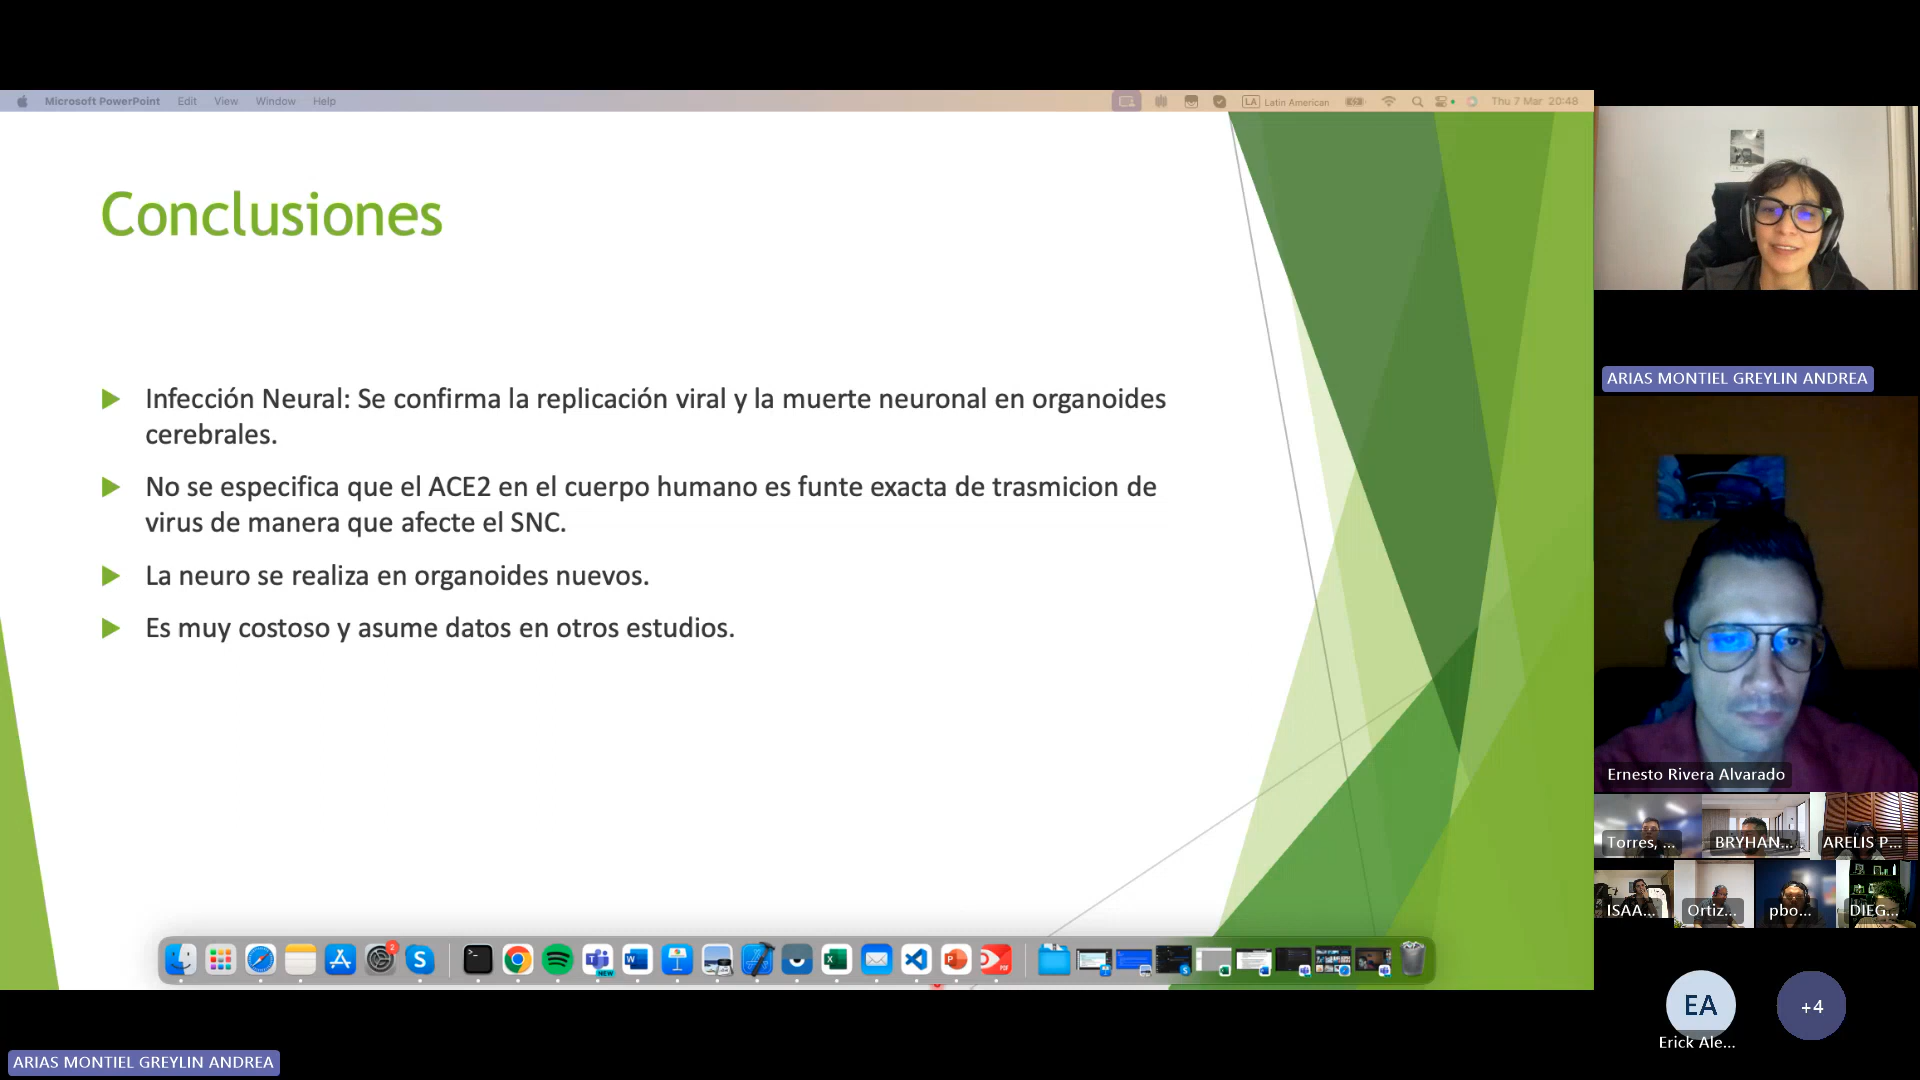 Microsoft PowerPoint Edit View Window Help
LA Latin American Thu 7 Mar 20:48
Conclusiones
Infección Neural: Se confirma la replicación viral y la muerte neuronal en organoides
cerebrales.
No se especifica que el ACE2 en el cuerpo humano es funte exacta de trasmicion de
virus de manera que afecte el SNC.
La neuro se realiza en organoides nuevos.
Es muy costoso y asume datos en otros estudios.
ARIAS MONTIEL GREYLIN ANDREA
Ernesto Rivera Alvarado
Torres, ...
BRYHAN...
ARELIS P...
ISAA...
Ortiz...
pbo...
DIEG...
EA
+4
Erick Ale...
2
NEW
ARIAS MONTIEL GREYLIN ANDREA